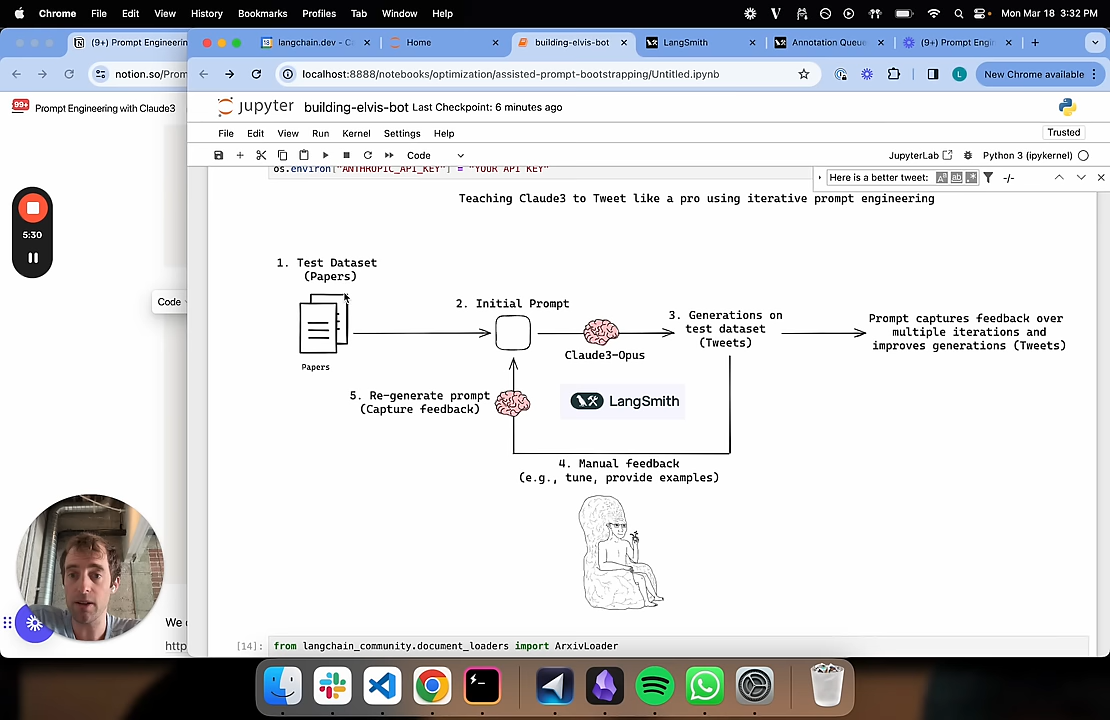 Chrome File Edit View History Bookmarks Profiles Tab Window Help Mon Mar 18 3:32 PM
(9+) Prompt Engineerin
langchain.dev - C
Home
building-elvis-bot
LangSmith
Annotation Queue
(9+) Prompt Engin
notion.so/Prom
localhost:8888/notebooks/optimization/assisted-prompt-bootstrapping/Untitled.ipynb
L
New Chrome available
99+
Prompt Engineering with Claude3
jupyter building-elvis-bot Last Checkpoint: 6 minutes ago
File Edit View Run Kernel Settings Help
Trusted
Code
JupyterLab
Python 3 (ipykernel)
os.environ["ANTHROPIC_API_KEY"] = "YOUR API KEY"
Here is a better tweet:
-/-
Teaching Claude3 to Tweet like a pro using iterative prompt engineering
5:30
Code
1. Test Dataset
(Papers)
Papers
2. Initial Prompt
Claude3-Opus
3. Generations on
test dataset
(Tweets)
Prompt captures feedback over
multiple iterations and
improves generations (Tweets)
5. Re-generate prompt
(Capture feedback)
LangSmith
4. Manual feedback
(e.g., tune, provide examples)
We
http
[14]:
from langchain_community.document_loaders import ArxivLoader